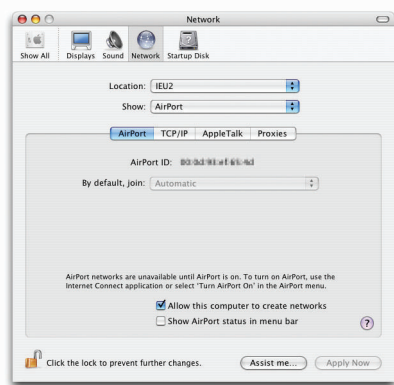 Network
Show All Displays Sound Network Startup Disk
Location: IEU2
Show: AirPort
AirPort TCP/IP AppleTalk Proxies
AirPort ID:
By default, join: Automatic
AirPort networks are unavailable until AirPort is on. To turn on AirPort, use the
Internet Connect application or select 'Turn AirPort On' in the AirPort menu.
Allow this computer to create networks
Show AirPort status in menu bar
?
Click the lock to prevent further changes.
Assist me... Apply Now